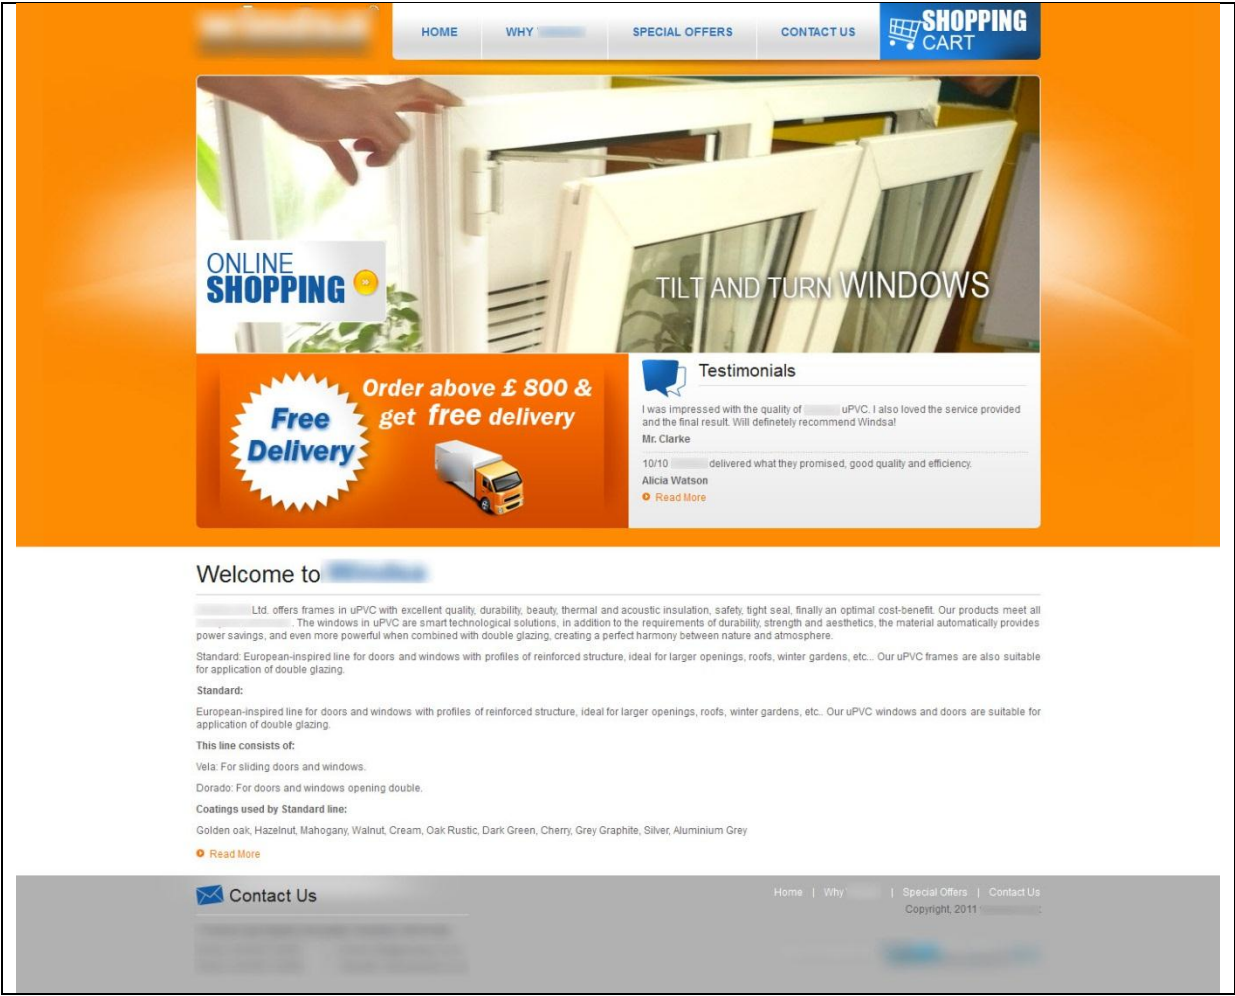 HOME
WHY
SPECIAL OFFERS
CONTACT US
SHOPPING
CART
ONLINE
SHOPPING
TILT AND TURN WINDOWS
Free
Delivery
Order above £ 800 &
get free delivery
Testimonials
I was impressed with the quality of uPVC. I also loved the service provided
and the final result. Will definetely recommend Windsa!
Mr. Clarke
10/10 delivered what they promised, good quality and efficiency.
Alicia Watson
Read More
Welcome to
Ltd. offers frames in uPVC with excellent quality, durability, beauty, thermal and acoustic insulation, safety, tight seal, finally an optimal cost-benefit. Our products meet all
. The windows in uPVC are smart technological solutions, in addition to the requirements of durability, strength and aesthetics, the material automatically provides
power savings, and even more powerful when combined with double glazing, creating a perfect harmony between nature and atmosphere.
Standard: European-inspired line for doors and windows with profiles of reinforced structure, ideal for larger openings, roofs, winter gardens, etc... Our uPVC frames are also suitable
for application of double glazing.
Standard:
European-inspired line for doors and windows with profiles of reinforced structure, ideal for larger openings, roofs, winter gardens, etc.. Our uPVC windows and doors are suitable for
application of double glazing.
This line consists of:
Vela: For sliding doors and windows.
Dorado: For doors and windows opening double.
Coatings used by Standard line:
Golden oak, Hazelnut, Mahogany, Walnut, Cream, Oak Rustic, Dark Green, Cherry, Grey Graphite, Silver, Aluminium Grey
Read More
Contact Us
Home | Why | Special Offers | Contact Us
Copyright, 2011